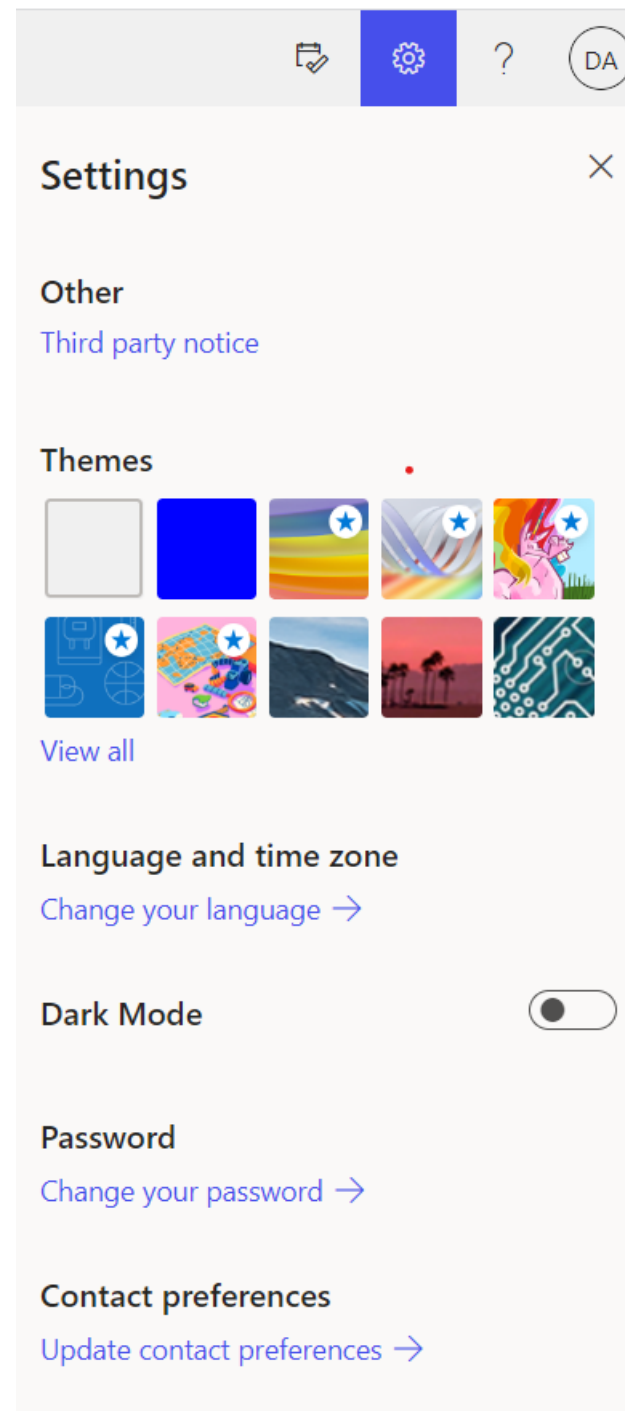 ?
DA
Settings
Other
Third party notice
Themes
View all
Language and time zone
Change your language →
Dark Mode
Password
Change your password →
Contact preferences
Update contact preferences →